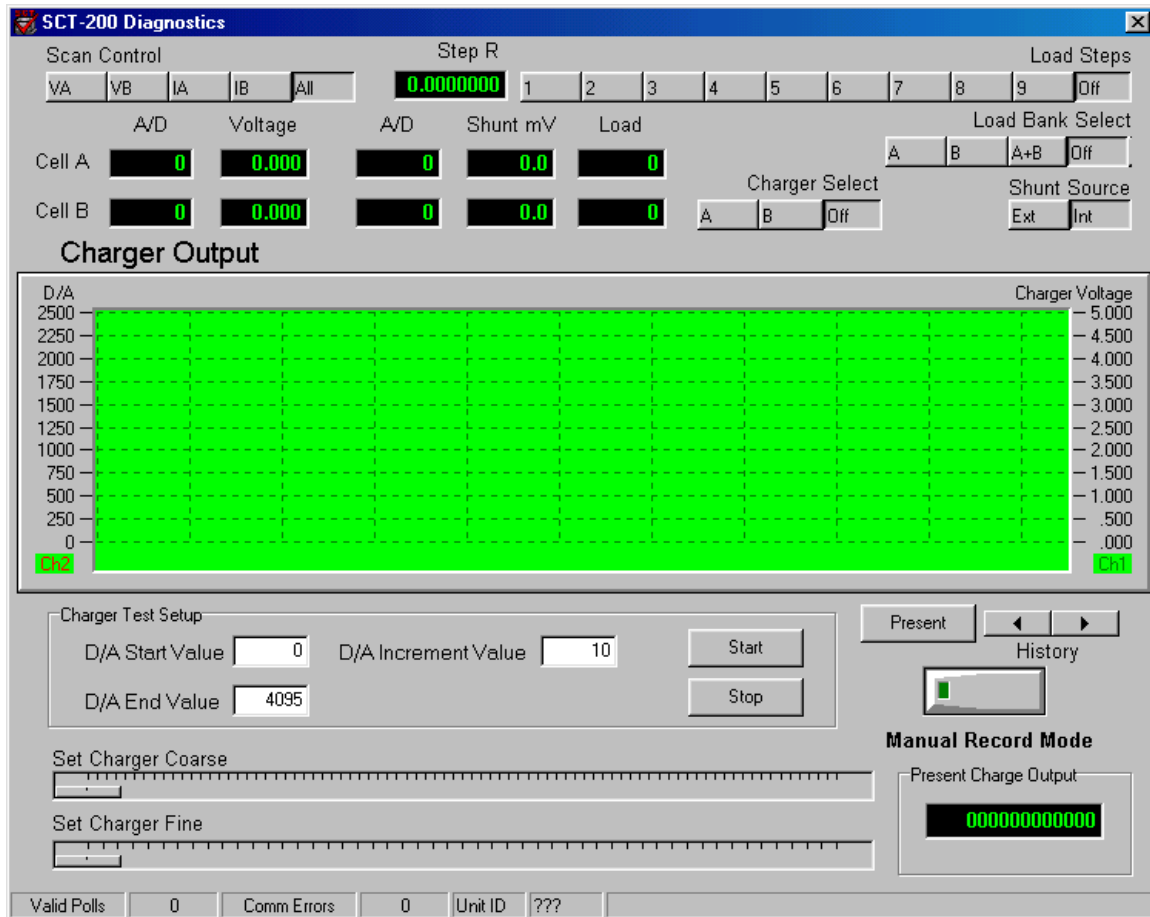 SCT-200 Diagnostics
Scan Control Step R Load Steps
VA VB IA IB All 0.0000000 1 2 3 4 5 6 7 8 9 Off
A/D Voltage A/D Shunt mV Load Load Bank Select
Cell A 0 0.000 0 0.0 0 A B A+B Off
Charger Select Shunt Source
Cell B 0 0.000 0 0.0 0 A B Off Ext Int
Charger Output
D/A Charger Voltage
2500 5.000
2250 4.500
2000 4.000
1750 3.500
1500 3.000
1250 2.500
1000 2.000
750 1.500
500 1.000
250 .500
0 .000
Ch2 Ch1
Charger Test Setup
D/A Start Value 0 D/A Increment Value 10 Start
D/A End Value 4095 Stop
Present
History
Manual Record Mode
Set Charger Coarse
Present Charge Output
000000000000
Set Charger Fine
Valid Polls 0 Comm Errors 0 Unit ID ???